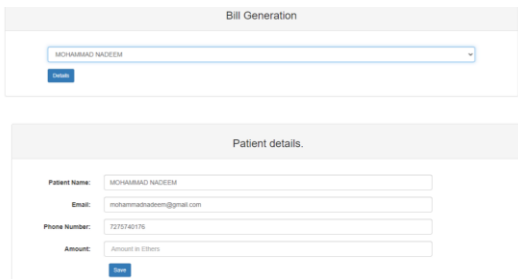 Bill Generation
MOHAMMAD NADEEM
Details
Patient details.
Patient Name: MOHAMMAD NADEEM
Email: mohammadnadeem@gmail.com
Phone Number: 7275740176
Amount: Amount in Ethers
Save